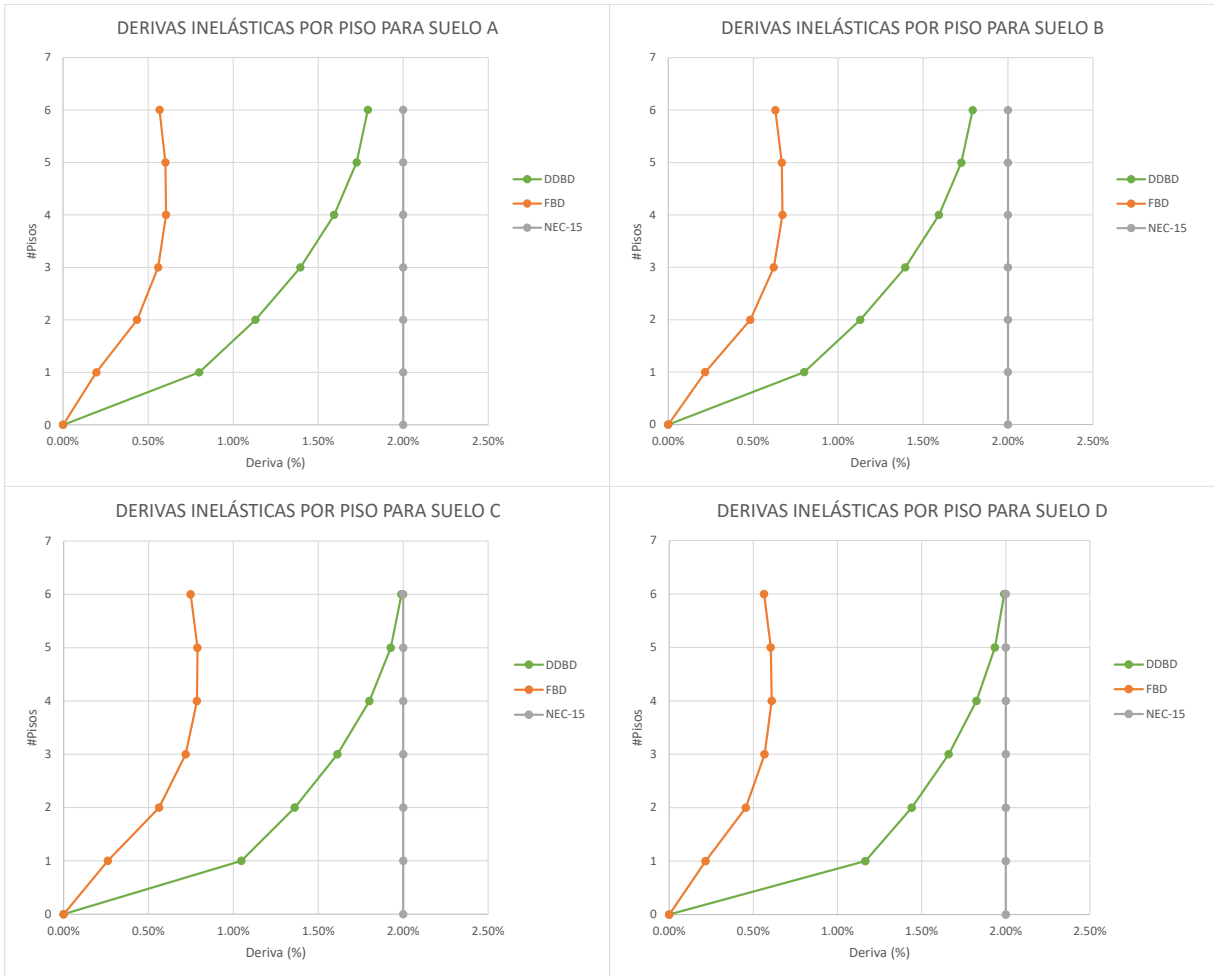 DERIVAS INELÁSTICAS POR PISO PARA SUELO A
7
6
5
4
3
2
1
0
#Pisos
0.00% 0.50% 1.00% 1.50% 2.00% 2.50%
Deriva (%)
DDBD
FBD
NEC-15
DERIVAS INELÁSTICAS POR PISO PARA SUELO B
7
6
5
4
3
2
1
0
#Pisos
0.00% 0.50% 1.00% 1.50% 2.00% 2.50%
Deriva (%)
DDBD
FBD
NEC-15
DERIVAS INELÁSTICAS POR PISO PARA SUELO C
7
6
5
4
3
2
1
0
#Pisos
0.00% 0.50% 1.00% 1.50% 2.00% 2.50%
Deriva (%)
DDBD
FBD
NEC-15
DERIVAS INELÁSTICAS POR PISO PARA SUELO D
7
6
5
4
3
2
1
0
#Pisos
0.00% 0.50% 1.00% 1.50% 2.00% 2.50%
Deriva (%)
DDBD
FBD
NEC-15